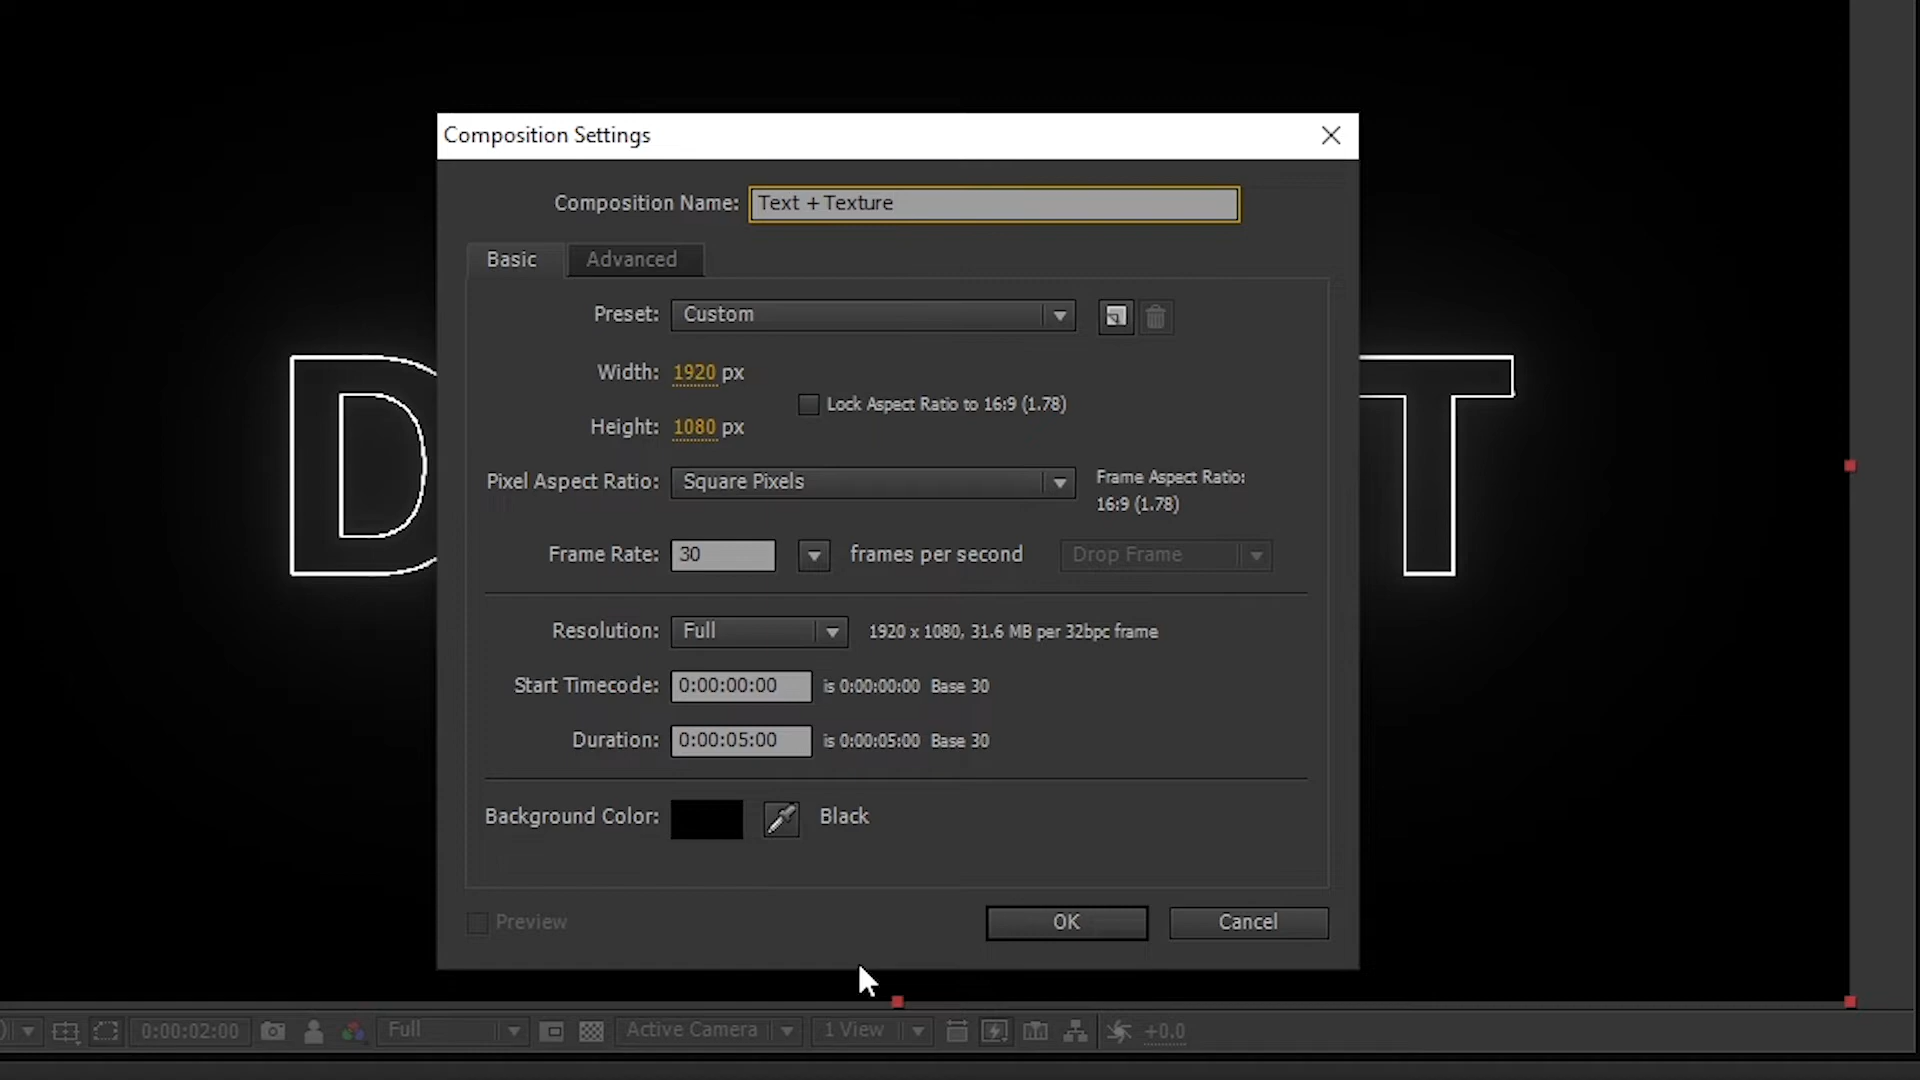 Composition Settings
Composition Name: Text + Texture
Basic Advanced
Preset: Custom
Width: 1920 px
Lock Aspect Ratio to 16:9 (1.78)
Height: 1080 px
Pixel Aspect Ratio: Square Pixels
Frame Aspect Ratio:
16:9 (1.78)
Frame Rate: 30 frames per second Drop Frame
Resolution: Full 1920 x 1080, 31.6 MB per 32bpc frame
Start Timecode: 0:00:00:00 is 0:00:00:00 Base 30
Duration: 0:00:05:00 is 0:00:05:00 Base 30
Background Color: Black
Preview OK Cancel
D T
0:00:02:00 Full Active Camera 1 View +0.0